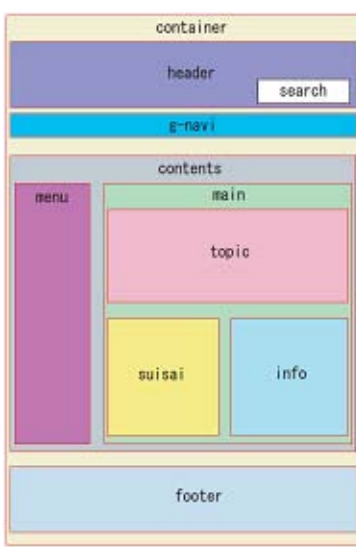 container
header
search
g-navi
contents
menu
main
topic
suisai
info
footer